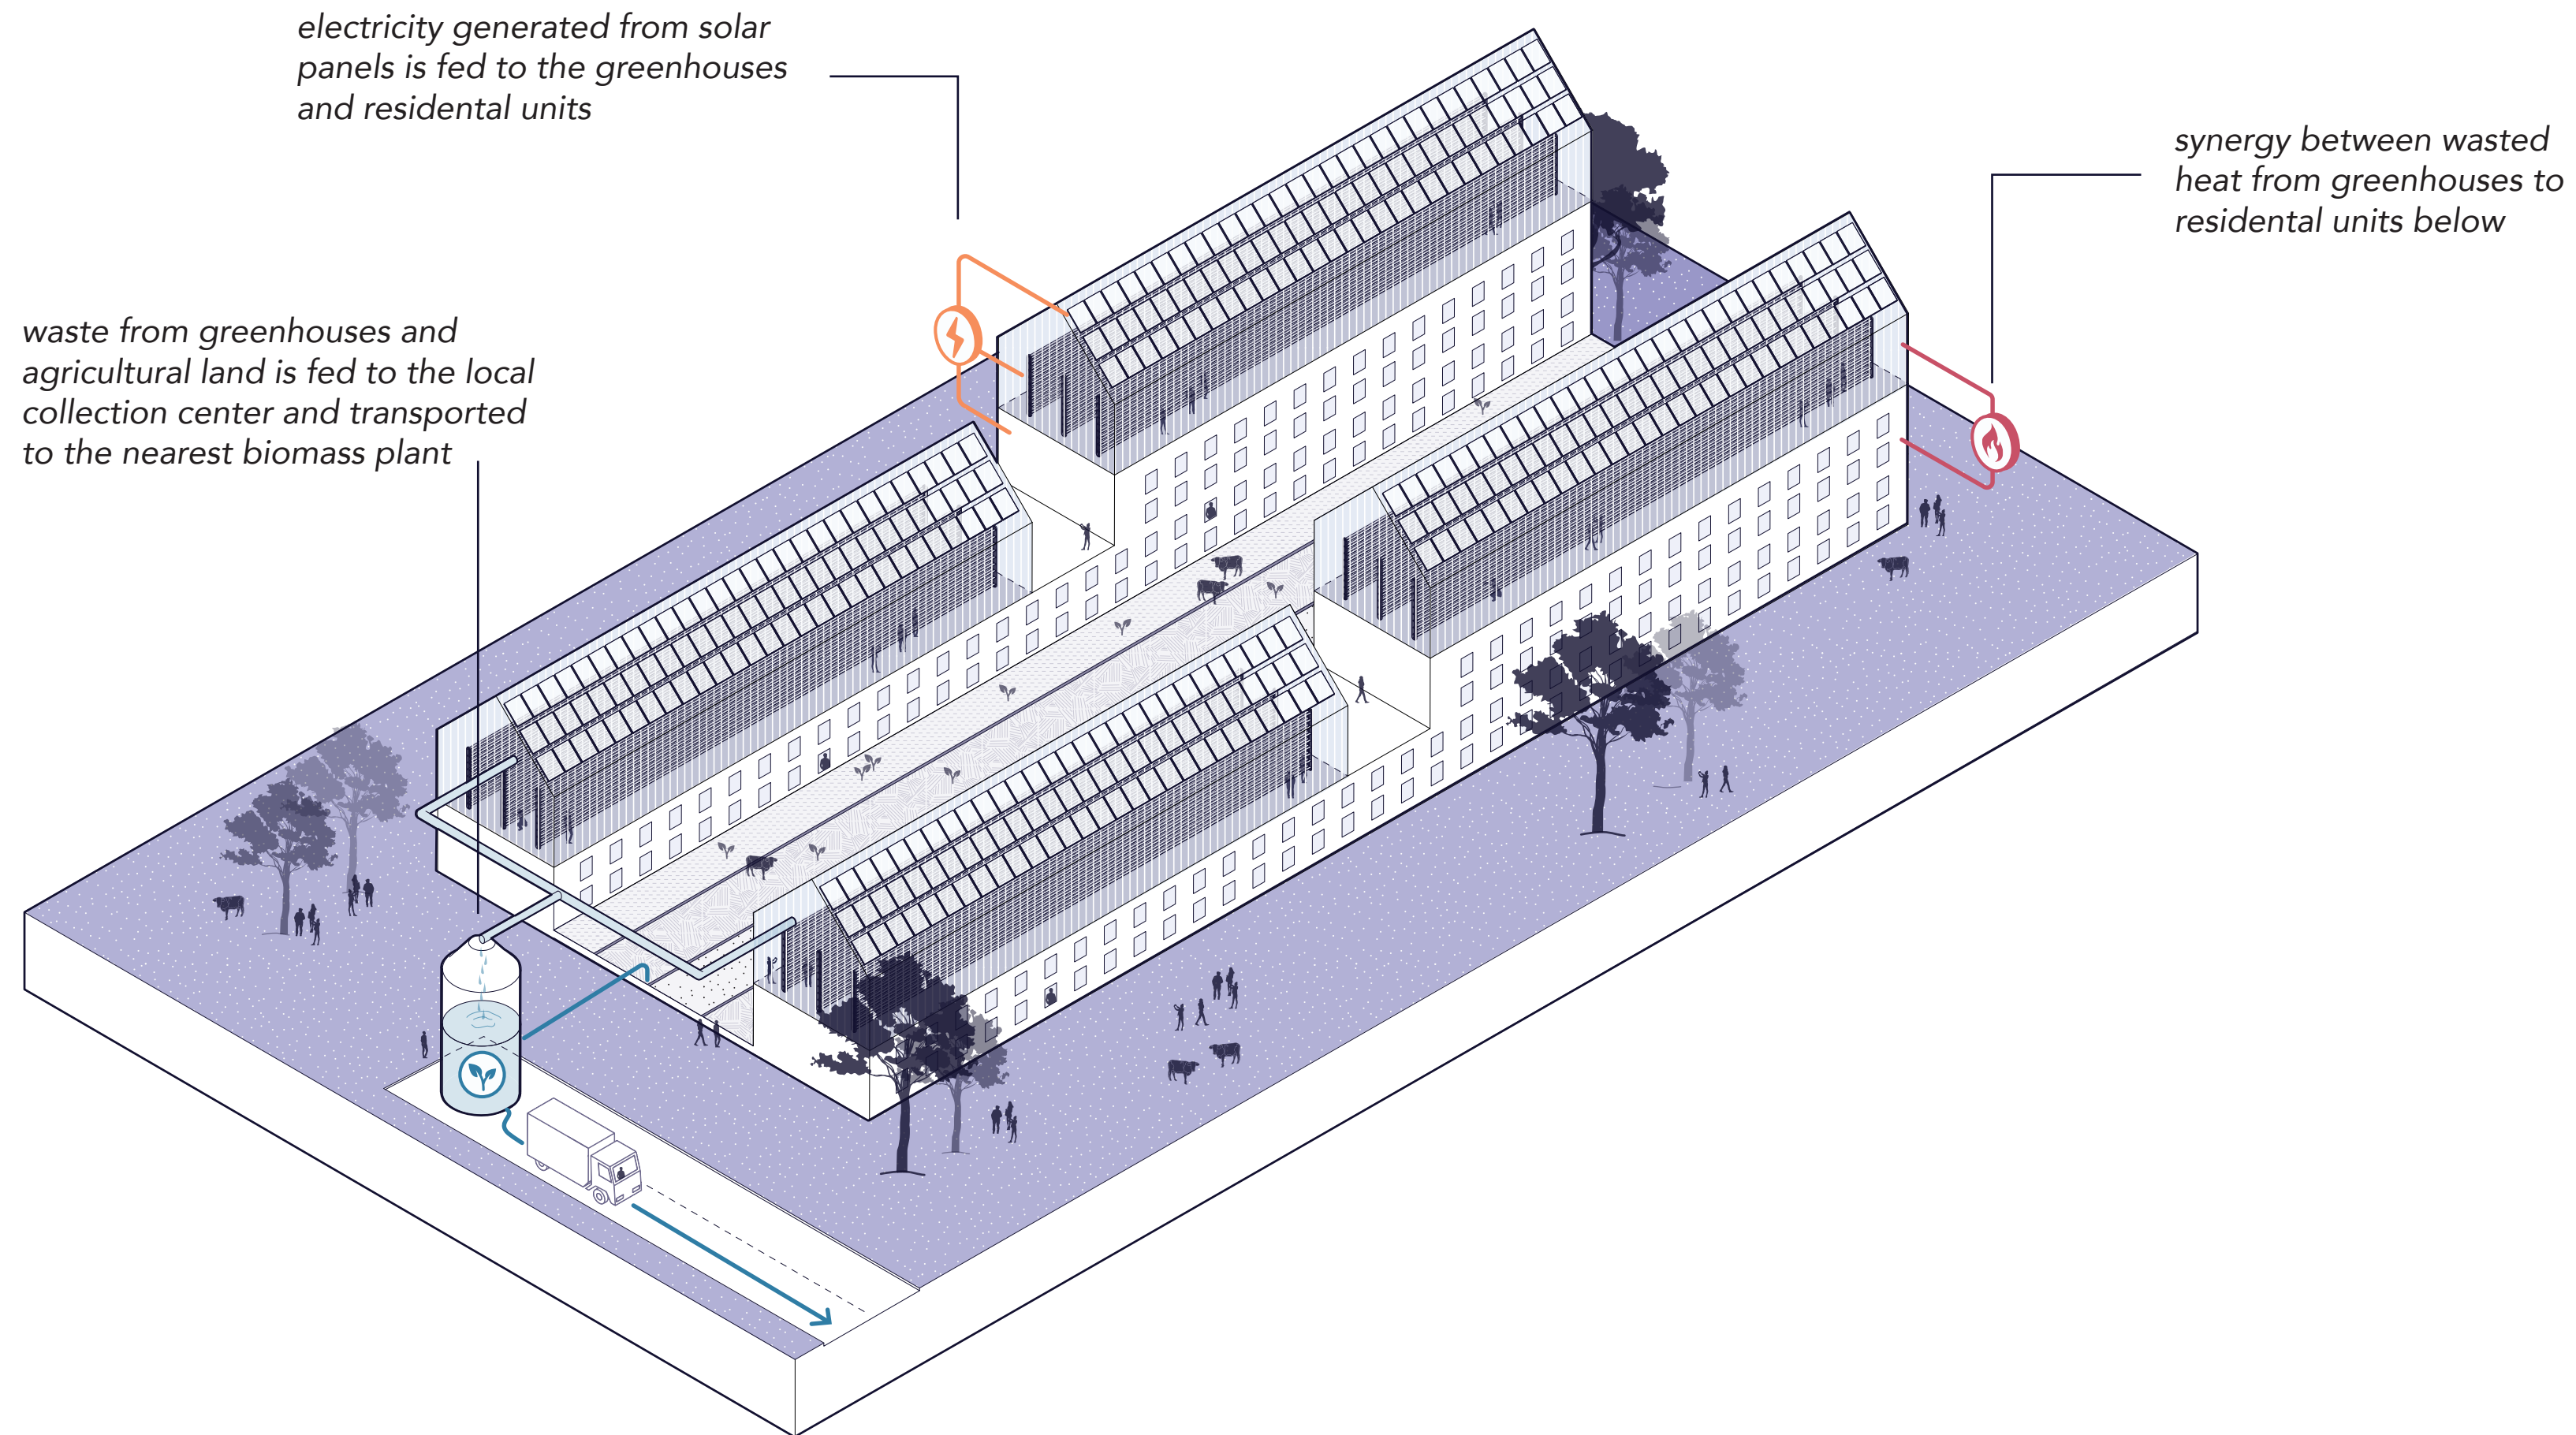 electricity generated from solar
panels is fed to the greenhouses
and residental units
synergy between wasted
heat from greenhouses to
residental units below
waste from greenhouses and
agricultural land is fed to the local
collection center and transported
to the nearest biomass plant